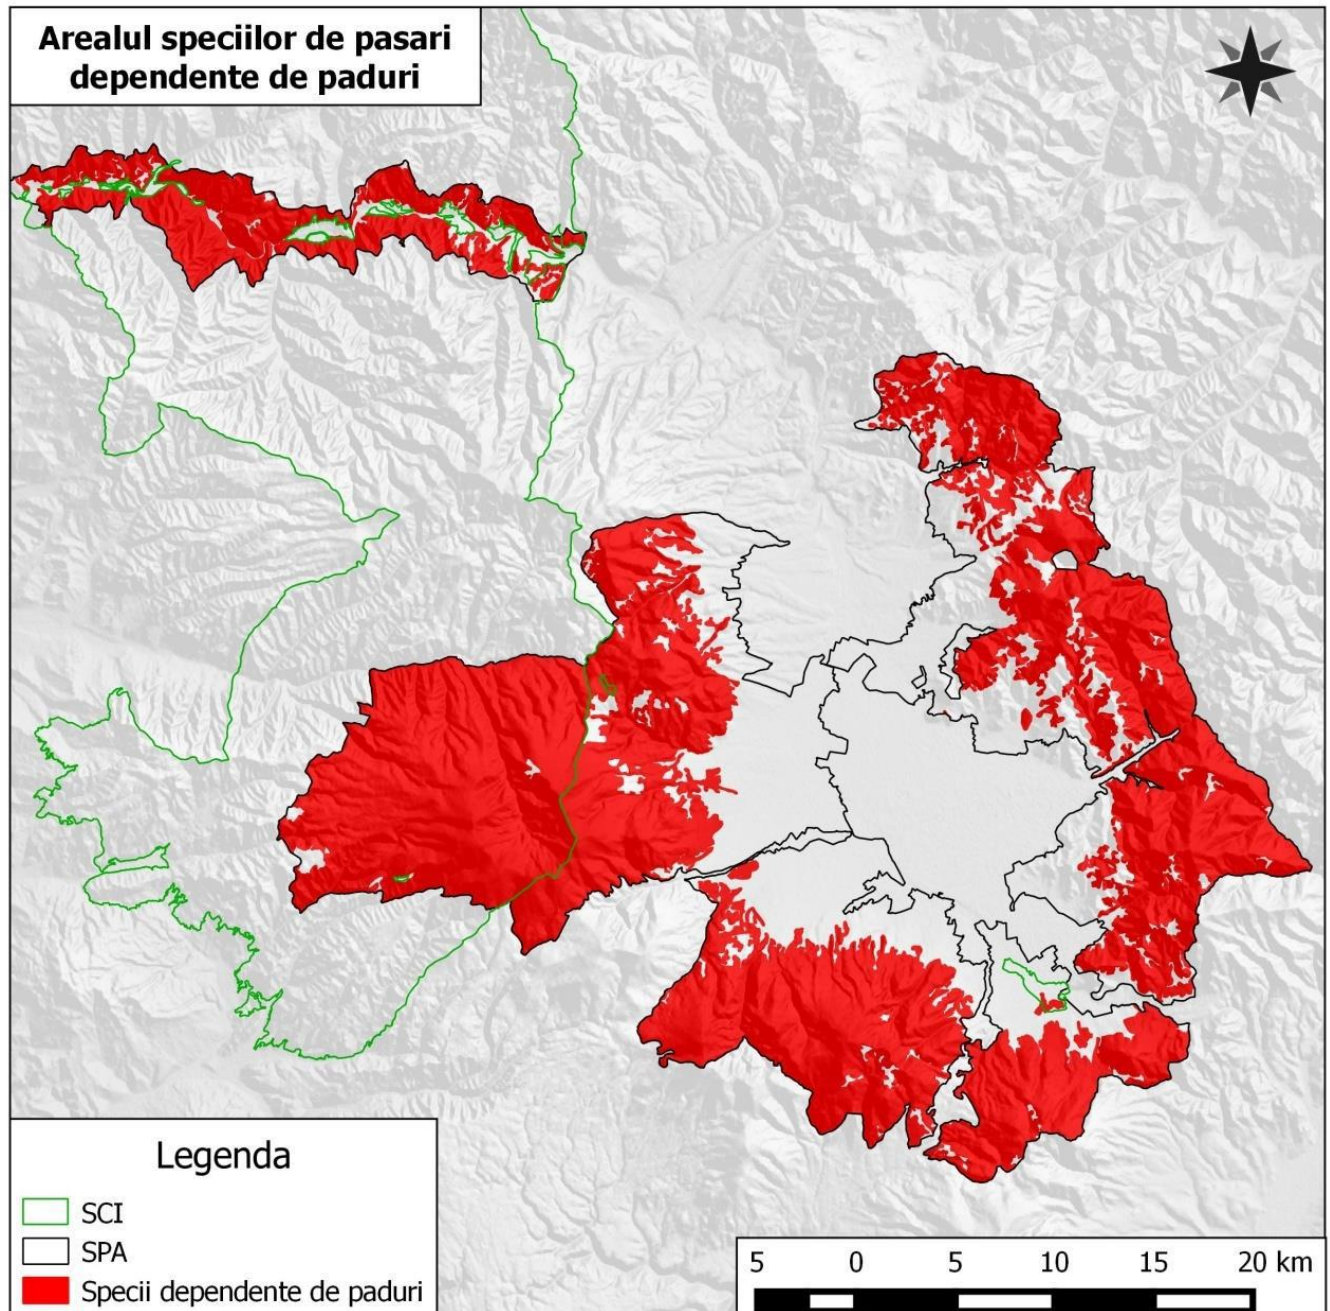 Arealul speciilor de pasari
dependente de paduri
Legenda
SCI
SPA
Specii dependente de paduri
5 0 5 10 15 20 km